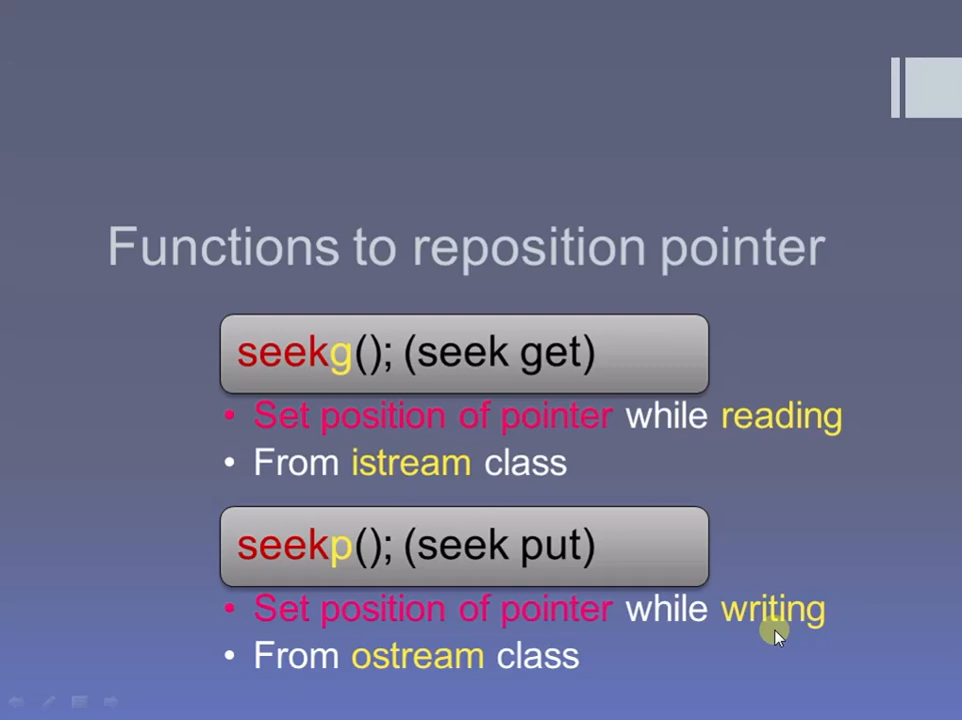 Functions to reposition pointer
seekg(); (seek get)
• Set position of pointer while reading
• From istream class
seekp(); (seek put)
• Set position of pointer while writing
• From ostream class